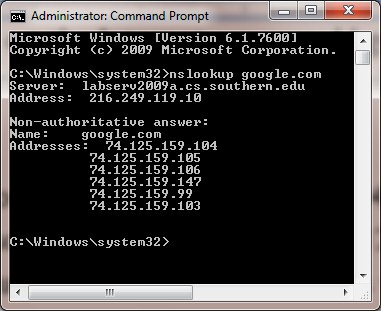 Administrator: Command Prompt
Microsoft Windows [Version 6.1.7600]
Copyright (c) 2009 Microsoft Corporation.
C:\Windows\system32>nslookup google.com
Server:  labserv2009a.cs.southern.edu
Address:  216.249.119.10
Non-authoritative answer:
Name:    google.com
Addresses:  74.125.159.104
74.125.159.105
74.125.159.106
74.125.159.147
74.125.159.99
74.125.159.103
C:\Windows\system32>